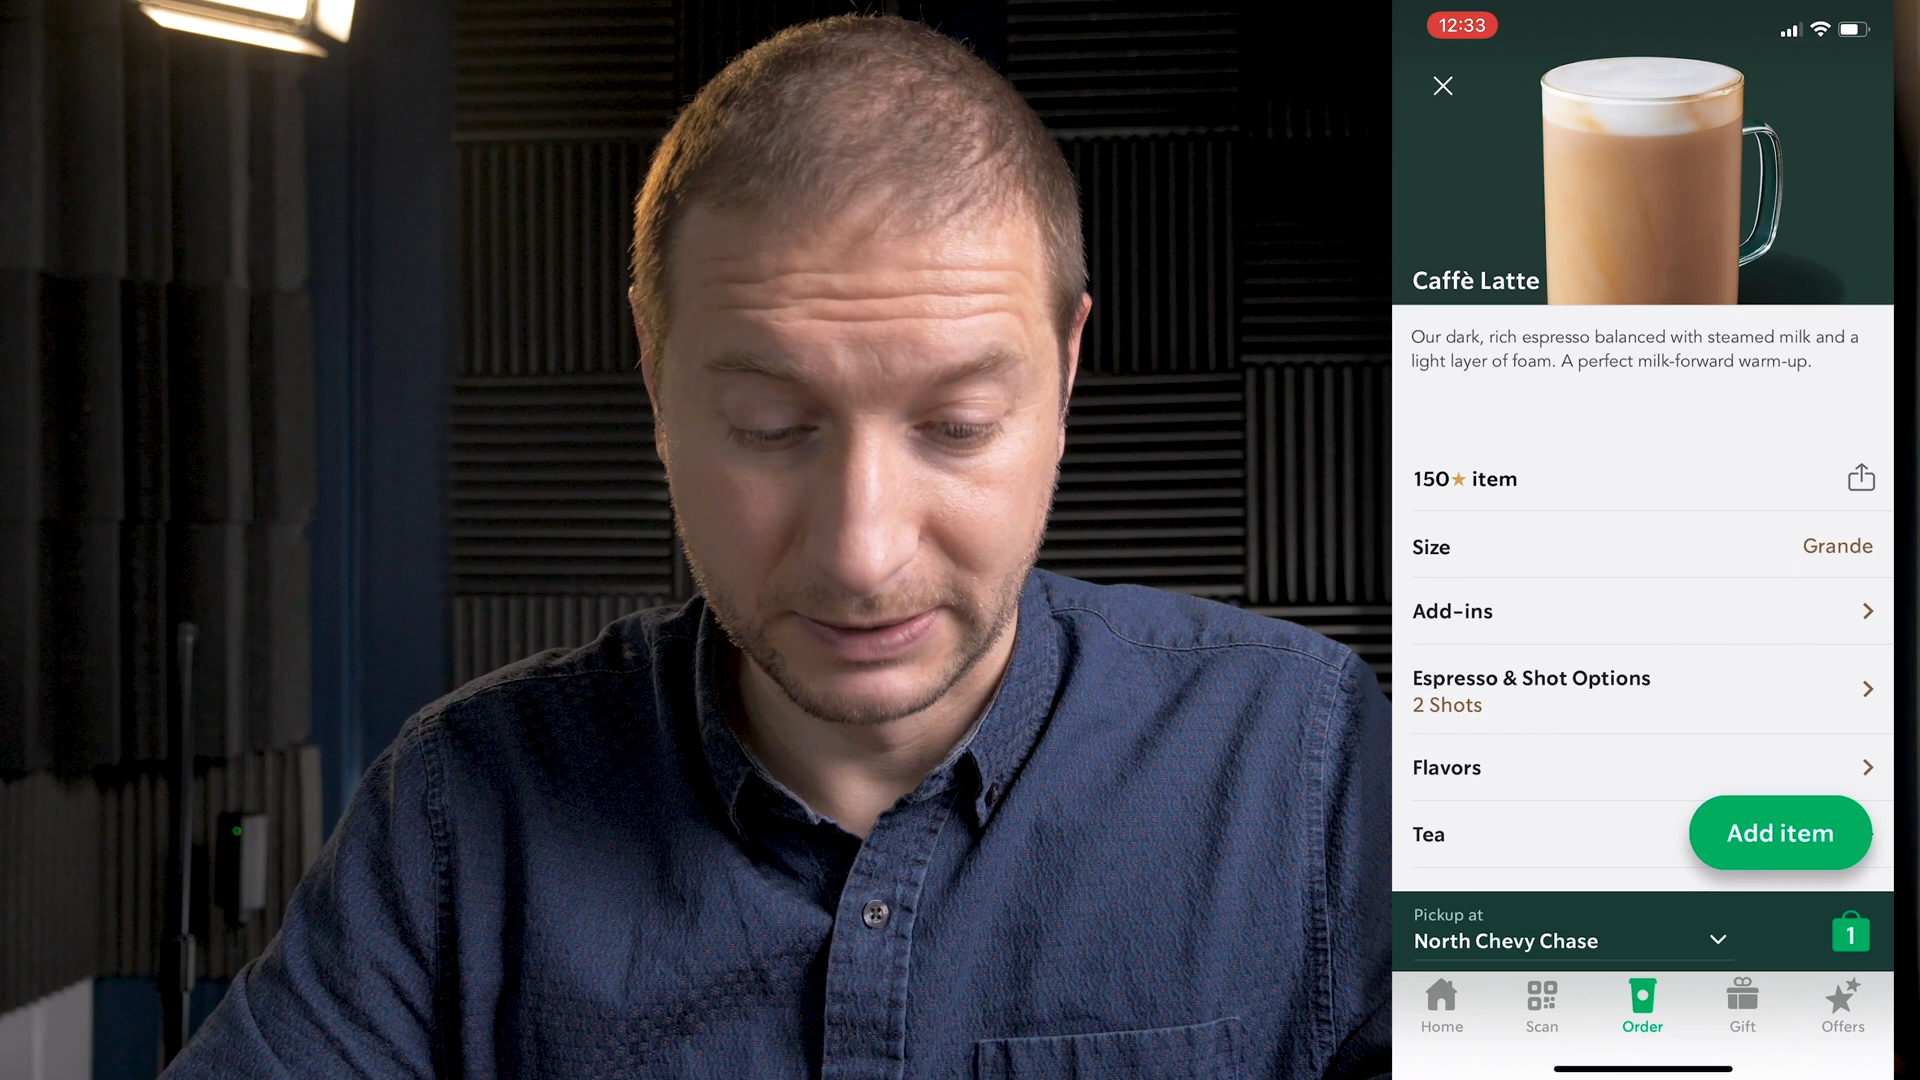 12:33
Caffè Latte
Our dark, rich espresso balanced with steamed milk and a
light layer of foam. A perfect milk-forward warm-up.
150★ item
Size
Grande
Add-ins
Espresso & Shot Options
2 Shots
Flavors
Tea
Add item
Pickup at
North Chevy Chase
1
Home
Scan
Order
Gift
Offers